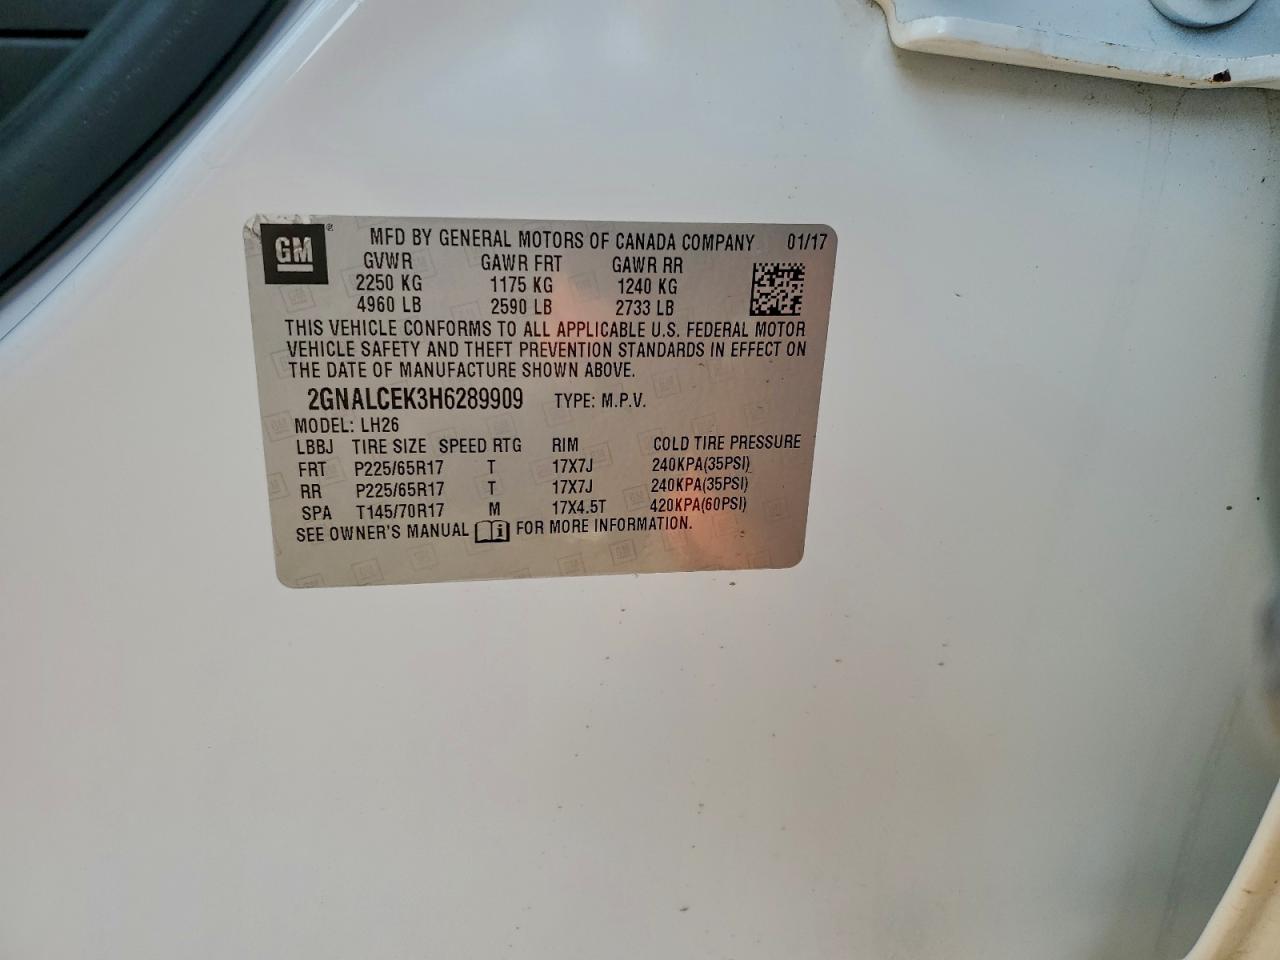 GM ® MFD BY GENERAL MOTORS OF CANADA COMPANY 01/17
GVWR GAWR FRT GAWR RR
2250 KG 1175 KG 1240 KG
4960 LB 2590 LB 2733 LB
THIS VEHICLE CONFORMS TO ALL APPLICABLE U.S. FEDERAL MOTOR
VEHICLE SAFETY AND THEFT PREVENTION STANDARDS IN EFFECT ON
THE DATE OF MANUFACTURE SHOWN ABOVE.
2GNALCEK3H6289909 TYPE: M.P.V.
MODEL: LH26
LBBJ TIRE SIZE SPEED RTG RIM COLD TIRE PRESSURE
FRT P225/65R17 T 17X7J 240KPA(35PSI)
RR P225/65R17 T 17X7J 240KPA(35PSI)
SPA T145/70R17 M 17X4.5T 420KPA(60PSI)
SEE OWNER'S MANUAL i FOR MORE INFORMATION.